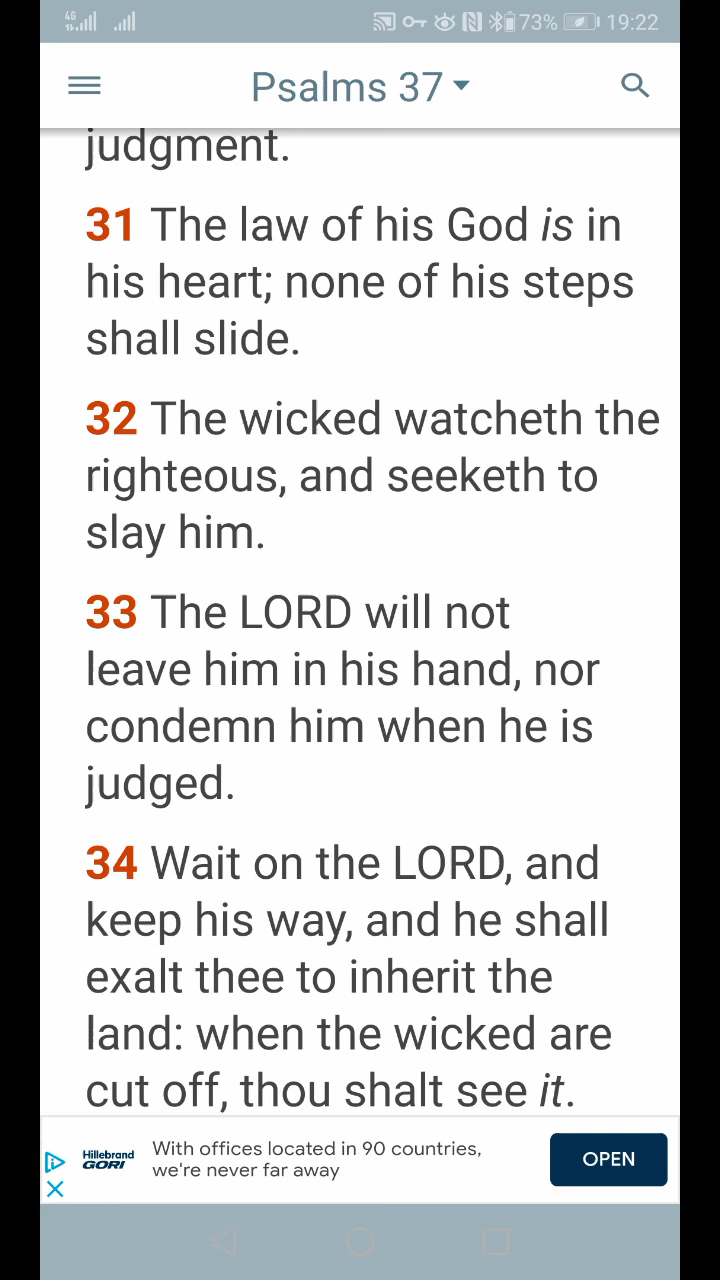 4G 73% 19:22
Psalms 37
judgment.
31 The law of his God is in
his heart; none of his steps
shall slide.
32 The wicked watcheth the
righteous, and seeketh to
slay him.
33 The LORD will not
leave him in his hand, nor
condemn him when he is
judged.
34 Wait on the LORD, and
keep his way, and he shall
exalt thee to inherit the
land: when the wicked are
cut off, thou shalt see it.
Hillebrand
GORI
With offices located in 90 countries,
we're never far away
OPEN